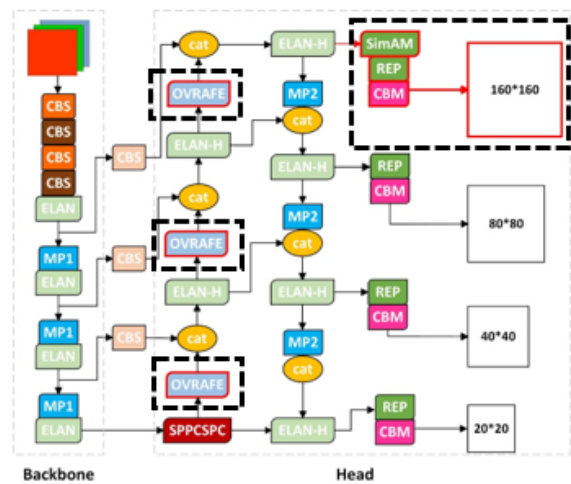 cat
ELAN-H
SimAM
REP
CBM
160*160
OVRAFE
MP2
cat
CBS
CBS
CBS
CBS
ELAN
CBS
ELAN-H
ELAN-H
REP
CBM
80*80
cat
MP2
cat
MP1
ELAN
CBS
OVRAFE
ELAN-H
ELAN-H
REP
CBM
40*40
MP1
ELAN
CBS
cat
MP2
cat
OVRAFE
MP1
ELAN
SPPCSPC
ELAN-H
REP
CBM
20*20
Backbone
Head